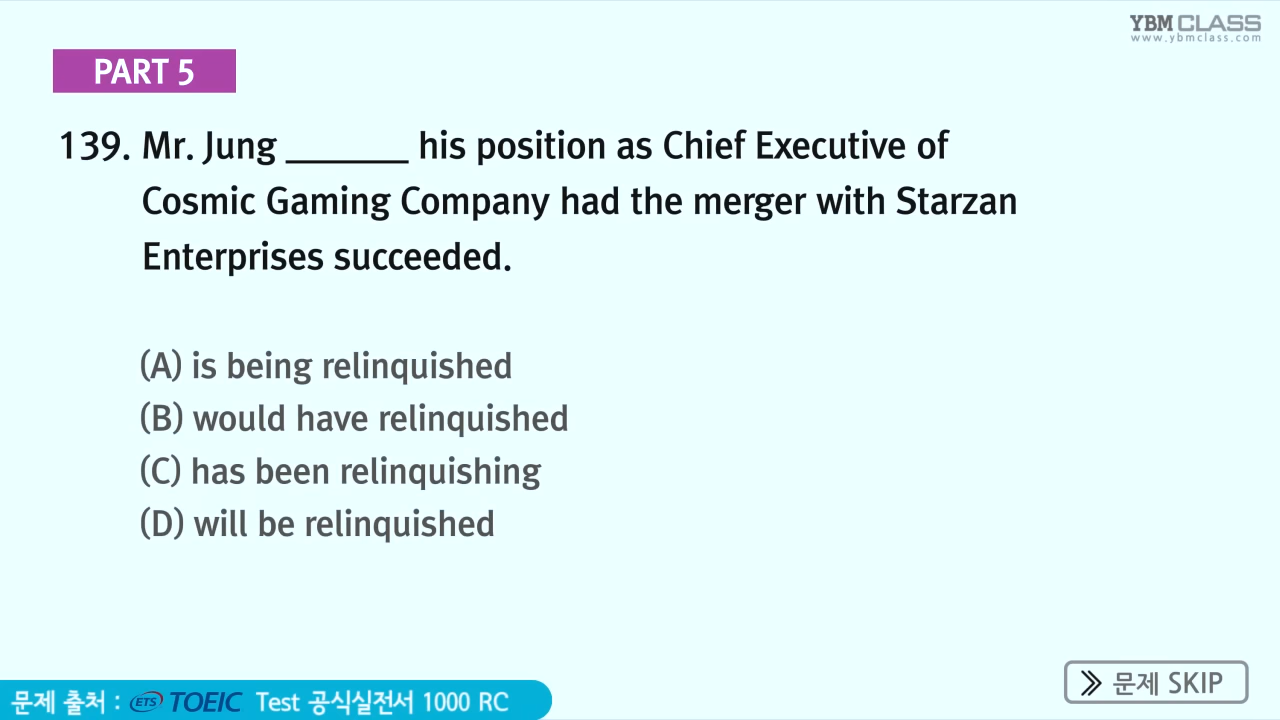 YBM CLASS
www.ybmclass.com
PART 5
139. Mr. Jung _______ his position as Chief Executive of
Cosmic Gaming Company had the merger with Starzan
Enterprises succeeded.
(A) is being relinquished
(B) would have relinquished
(C) has been relinquishing
(D) will be relinquished
문제 SKIP
문제 출처 : ETS TOEIC Test 공식실전서 1000 RC